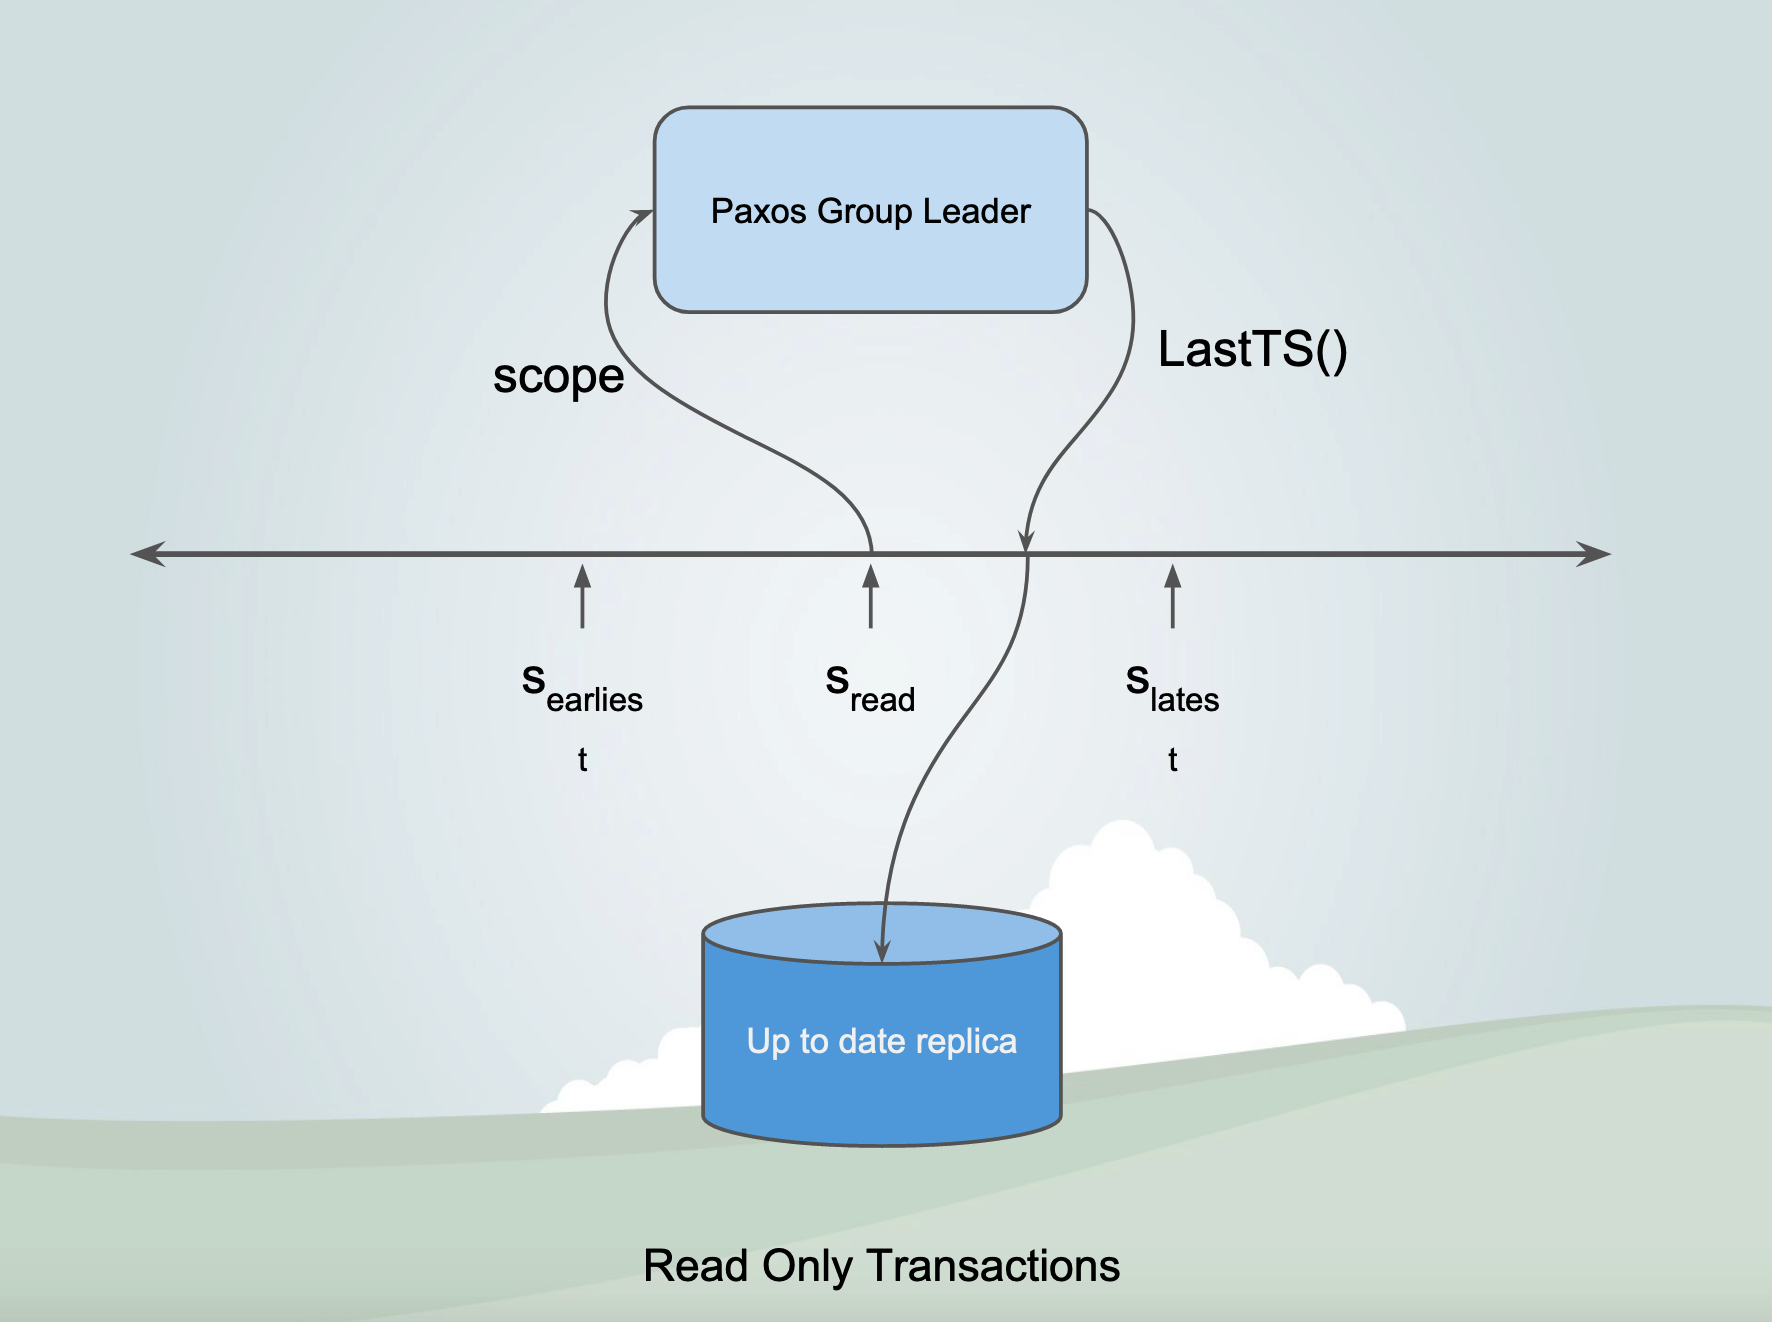 Paxos Group Leader
scope
LastTS()
s earlies
t
s read
s lates
t
Up to date replica
Read Only Transactions